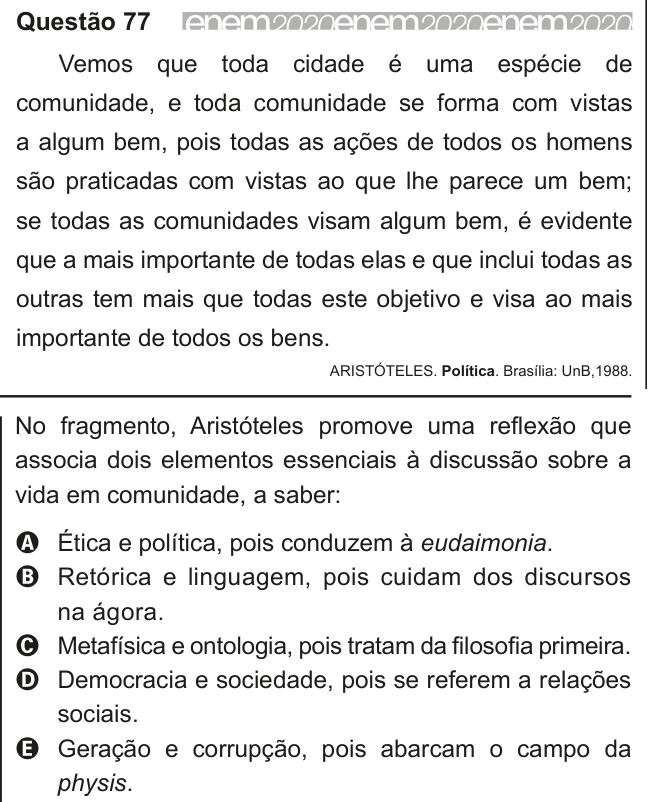 Questão 77 enem2020enem2020enem2020
Vemos que toda cidade é uma espécie de
comunidade, e toda comunidade se forma com vistas
a algum bem, pois todas as ações de todos os homens
são praticadas com vistas ao que lhe parece um bem;
se todas as comunidades visam algum bem, é evidente
que a mais importante de todas elas e que inclui todas as
outras tem mais que todas este objetivo e visa ao mais
importante de todos os bens.
ARISTÓTELES. Política. Brasília: UnB,1988.
No fragmento, Aristóteles promove uma reflexão que
associa dois elementos essenciais à discussão sobre a
vida em comunidade, a saber:
A Ética e política, pois conduzem à eudaimonia.
B Retórica e linguagem, pois cuidam dos discursos
na ágora.
C Metafísica e ontologia, pois tratam da filosofia primeira.
D Democracia e sociedade, pois se referem a relações
sociais.
E Geração e corrupção, pois abarcam o campo da
physis.